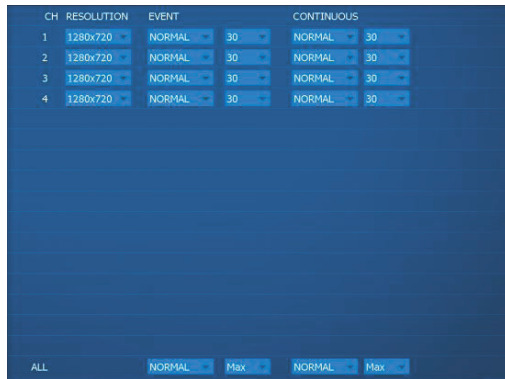 CH RESOLUTION EVENT CONTINUOUS
1 1280x720 NORMAL 30 NORMAL 30
2 1280x720 NORMAL 30 NORMAL 30
3 1280x720 NORMAL 30 NORMAL 30
4 1280x720 NORMAL 30 NORMAL 30
ALL NORMAL Max NORMAL Max